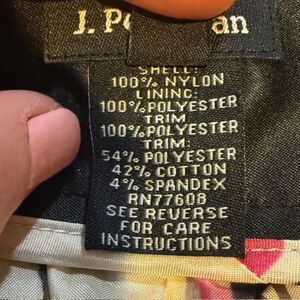 J. P an
SHELL:
100% NYLON
LINING:
100% POLYESTER
TRIM
100% POLYESTER
TRIM:
54% POLYESTER
42% COTTON
4% SPANDEX
RN77608
SEE REVERSE
FOR CARE
INSTRUCTIONS